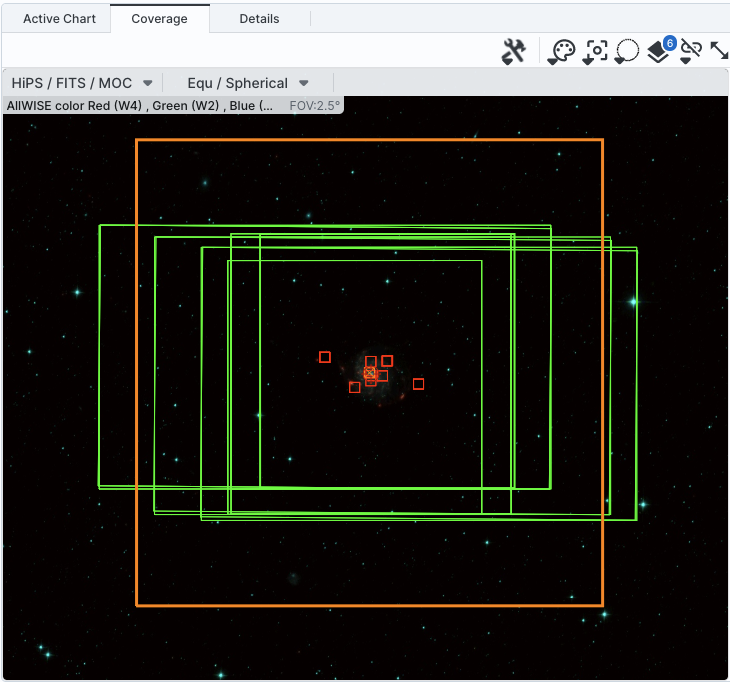 Active Chart Coverage Details
6
HiPS / FITS / MOC Equ / Spherical
AllWISE color Red (W4) , Green (W2) , Blue (... FOV:2.5°